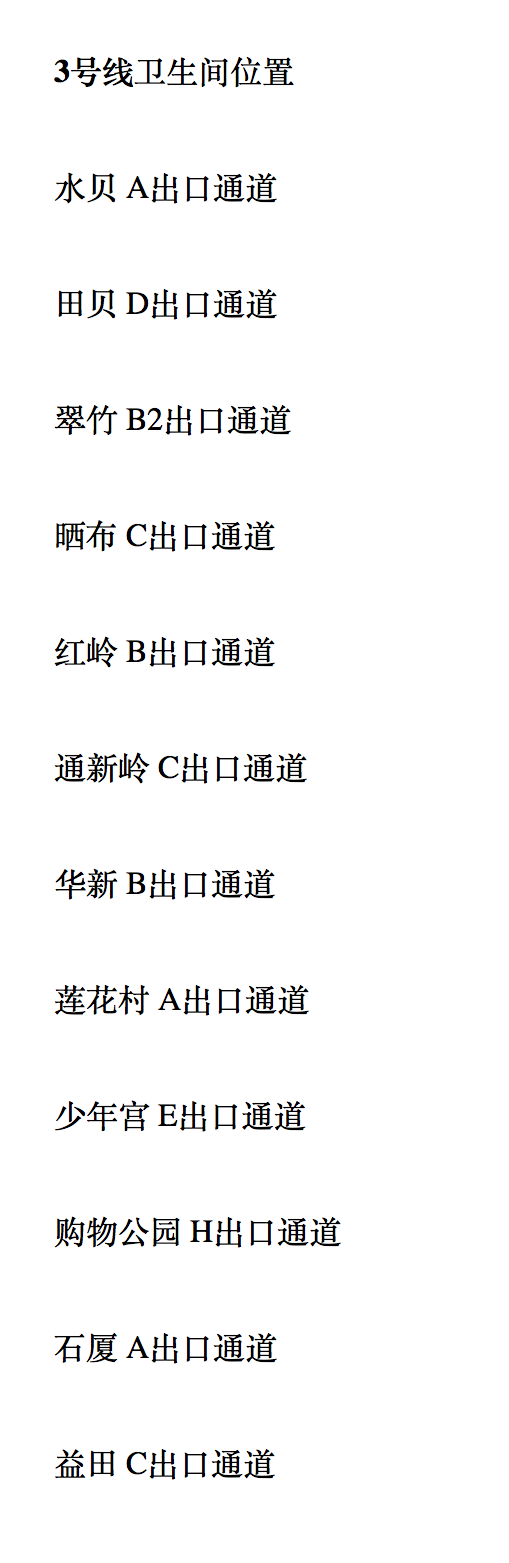 3号线卫生间位置
水贝 A出口通道
田贝 D出口通道
翠竹 B2出口通道
晒布 C出口通道
红岭 B出口通道
通新岭 C出口通道
华新 B出口通道
莲花村 A出口通道
少年宫 E出口通道
购物公园 H出口通道
石厦 A出口通道
益田 C出口通道